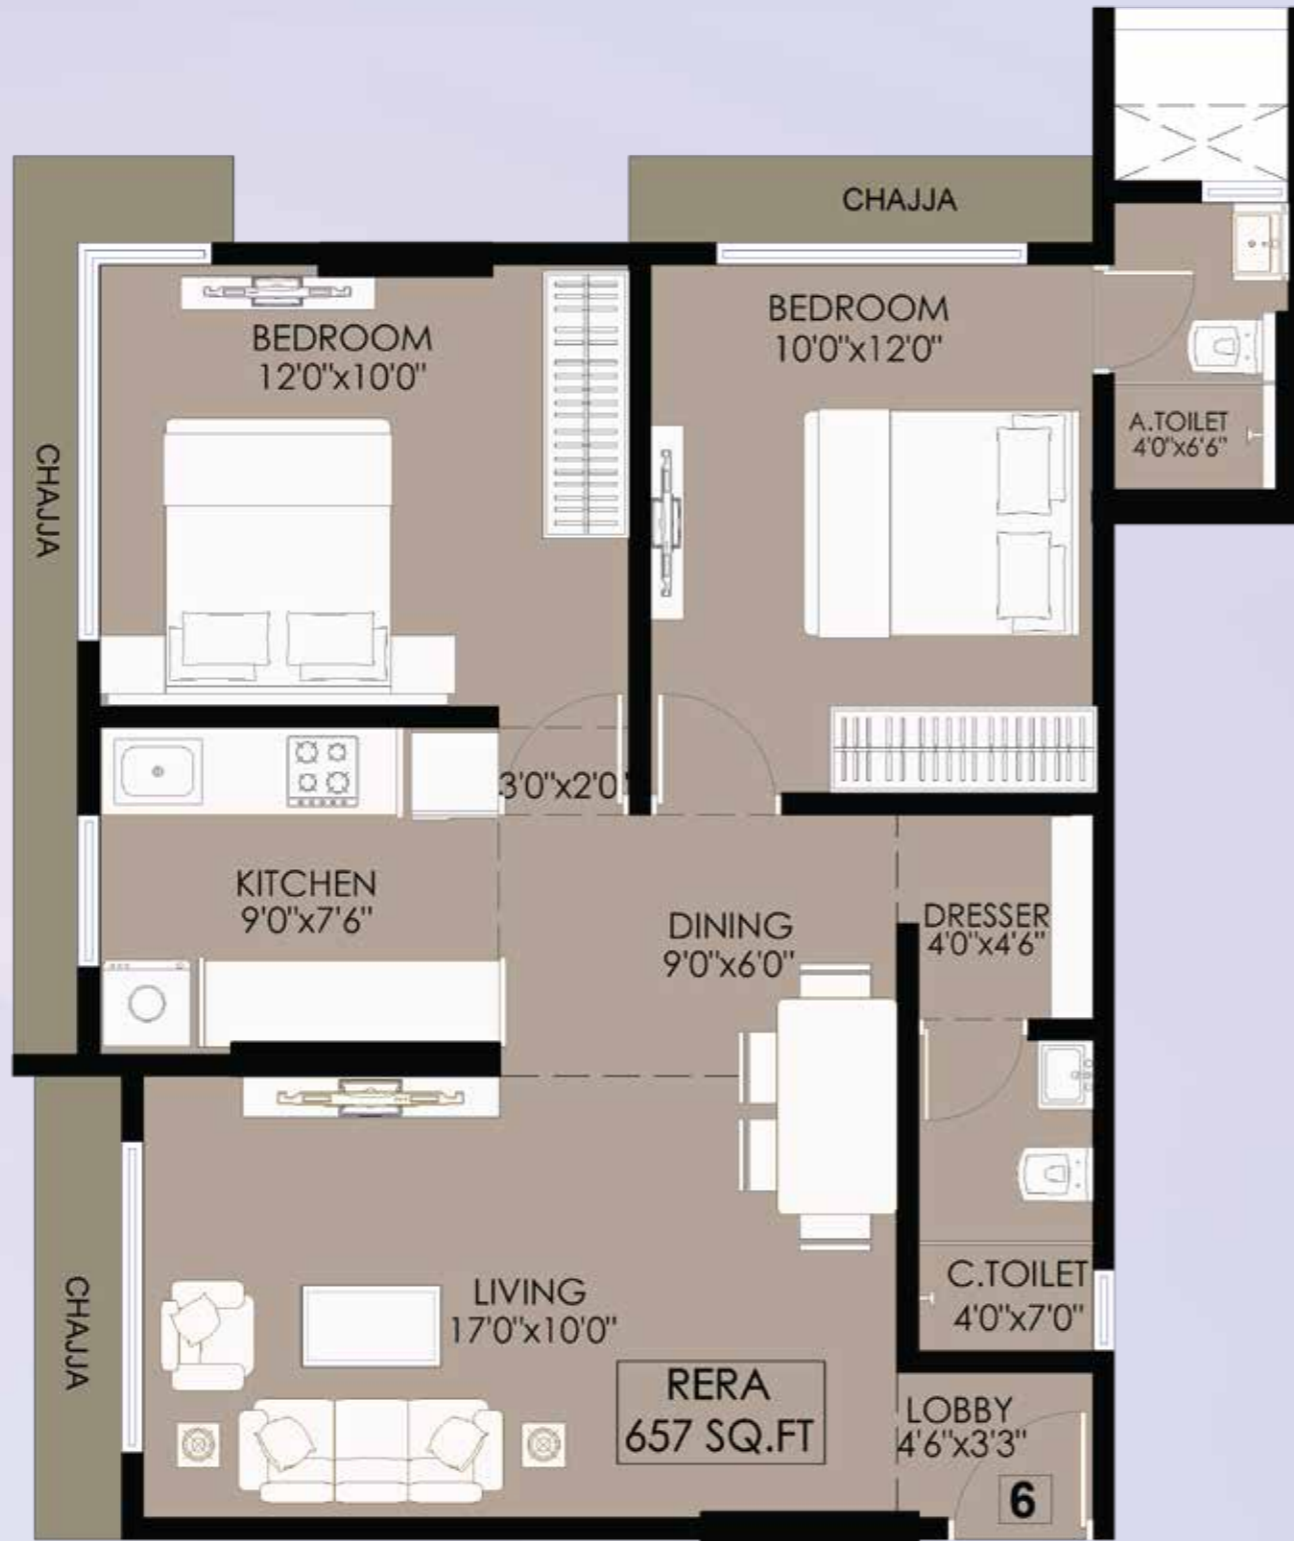 CHAJJA
BEDROOM
12'0"x10'0"
BEDROOM
10'0"x12'0"
A.TOILET
4'0"x6'6"
CHAJJA
3'0"x2'0"
KITCHEN
9'0"x7'6"
DINING
9'0"x6'0"
DRESSER
4'0"x4'6"
C.TOILET
4'0"x7'0"
CHAJJA
LIVING
17'0"x10'0"
RERA
657 SQ.FT
LOBBY
4'6"x3'3"
6